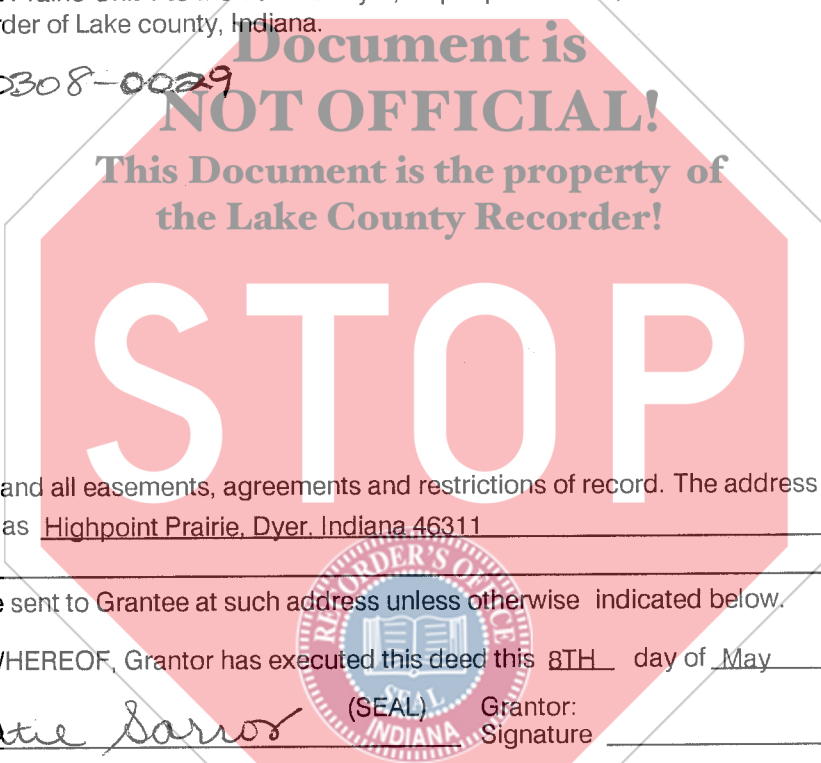 der of Lake county, Indiana.
Document is
0308-0029
NOT OFFICIAL!
This Document is the property of
the Lake County Recorder!
STOP
and all easements, agreements and restrictions of record. The address
as Highpoint Prairie, Dyer, Indiana 46311
RECORDER'S OFFICE
sent to Grantee at such address unless otherwise indicated below.
HEREOF, Grantor has executed this deed this 8TH day of May
SEAL
INDIANA
(SEAL) Grantor:
Signature